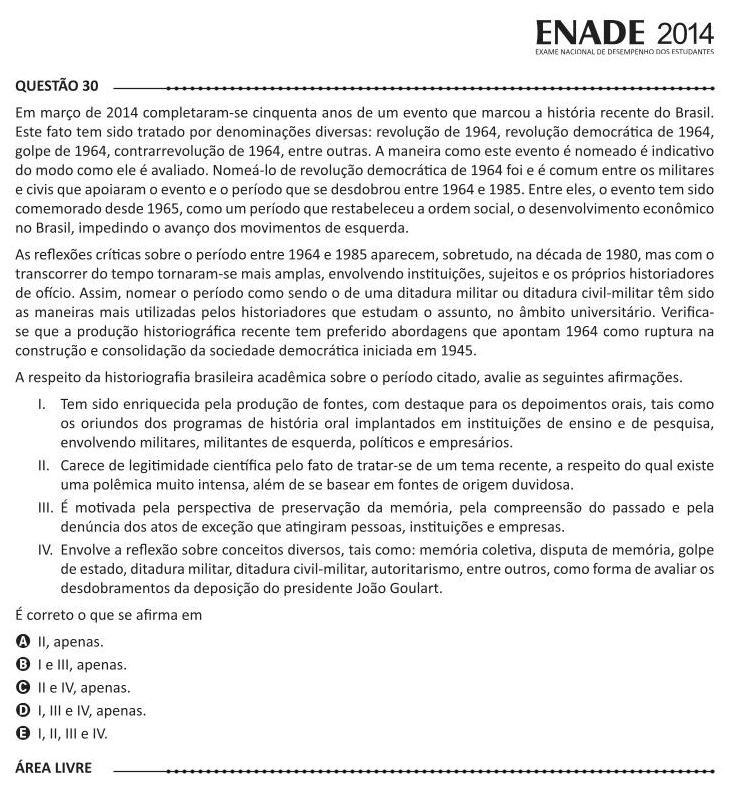 ENADE 2014
EXAME NACIONAL DE DESEMPENHO DOS ESTUDANTES
QUESTÃO 30
Em março de 2014 completaram-se cinquenta anos de um evento que marcou a história recente do Brasil.
Este fato tem sido tratado por denominações diversas: revolução de 1964, revolução democrática de 1964,
golpe de 1964, contrarrevolução de 1964, entre outras. A maneira como este evento é nomeado é indicativo
do modo como ele é avaliado. Nomeá-lo de revolução democrática de 1964 foi e é comum entre os militares
e civis que apoiaram o evento e o período que se desdobrou entre 1964 e 1985. Entre eles, o evento tem sido
comemorado desde 1965, como um período que restabeleceu a ordem social, o desenvolvimento econômico
no Brasil, impedindo o avanço dos movimentos de esquerda.
As reflexões críticas sobre o período entre 1964 e 1985 aparecem, sobretudo, na década de 1980, mas com o
transcorrer do tempo tornaram-se mais amplas, envolvendo instituições, sujeitos e os próprios historiadores
de ofício. Assim, nomear o período como sendo o de uma ditadura militar ou ditadura civil-militar têm sido
as maneiras mais utilizadas pelos historiadores que estudam o assunto, no âmbito universitário. Verifica-
se que a produção historiográfica recente tem preferido abordagens que apontam 1964 como ruptura na
construção e consolidação da sociedade democrática iniciada em 1945.
A respeito da historiografia brasileira acadêmica sobre o período citado, avalie as seguintes afirmações.
I. Tem sido enriquecida pela produção de fontes, com destaque para os depoimentos orais, tais como
os oriundos dos programas de história oral implantados em instituições de ensino e de pesquisa,
envolvendo militares, militantes de esquerda, políticos e empresários.
II. Carece de legitimidade científica pelo fato de tratar-se de um tema recente, a respeito do qual existe
uma polêmica muito intensa, além de se basear em fontes de origem duvidosa.
III. É motivada pela perspectiva de preservação da memória, pela compreensão do passado e pela
denúncia dos atos de exceção que atingiram pessoas, instituições e empresas.
IV. Envolve a reflexão sobre conceitos diversos, tais como: memória coletiva, disputa de memória, golpe
de estado, ditadura militar, ditadura civil-militar, autoritarismo, entre outros, como forma de avaliar os
desdobramentos da deposição do presidente João Goulart.
É correto o que se afirma em
A II, apenas.
B I e III, apenas.
C II e IV, apenas.
D I, III e IV, apenas.
E I, II, III e IV.
ÁREA LIVRE